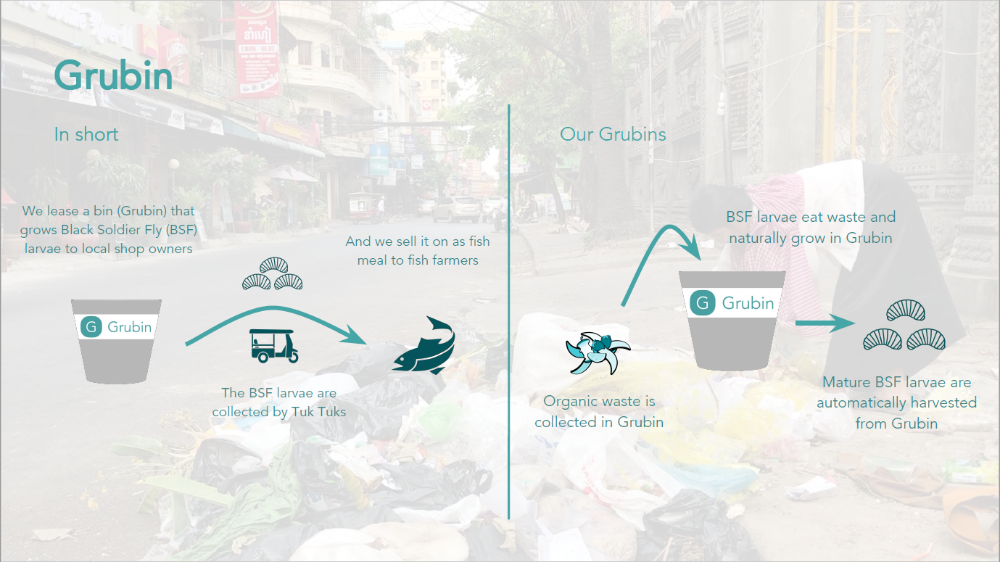 Grubin
In short
We lease a bin (Grubin) that
grows Black Soldier Fly (BSF)
larvae to local shop owners
And we sell it on as fish
meal to fish farmers
G Grubin
The BSF larvae are
collected by Tuk Tuks
Our Grubins
BSF larvae eat waste and
naturally grow in Grubin
G Grubin
Organic waste is
collected in Grubin
Mature BSF larvae are
automatically harvested
from Grubin